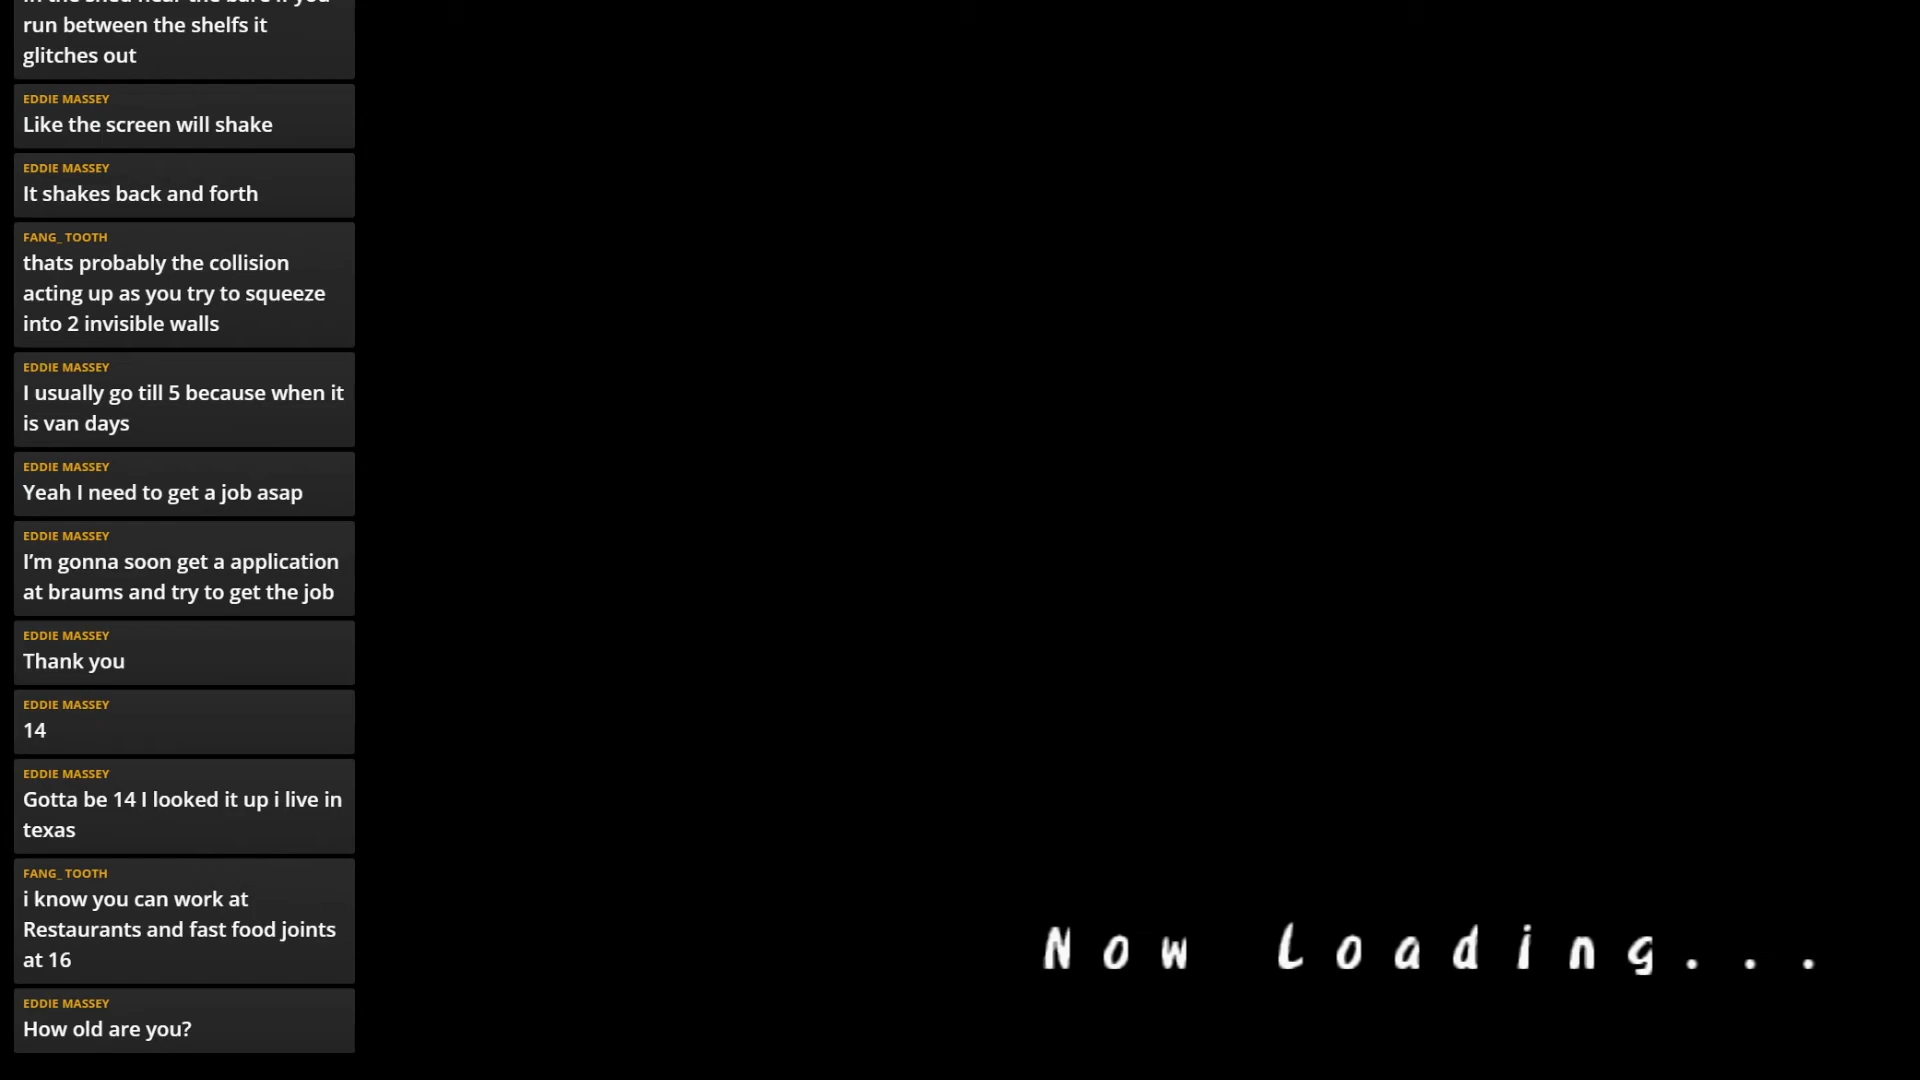 run between the shelfs it
glitches out
EDDIE MASSEY
Like the screen will shake
EDDIE MASSEY
It shakes back and forth
FANG_ TOOTH
thats probably the collision
acting up as you try to squeeze
into 2 invisible walls
EDDIE MASSEY
I usually go till 5 because when it
is van days
EDDIE MASSEY
Yeah I need to get a job asap
EDDIE MASSEY
I’m gonna soon get a application
at braums and try to get the job
EDDIE MASSEY
Thank you
EDDIE MASSEY
14
EDDIE MASSEY
Gotta be 14 I looked it up i live in
texas
FANG_ TOOTH
i know you can work at
Restaurants and fast food joints
at 16
EDDIE MASSEY
How old are you?
Now Loading...